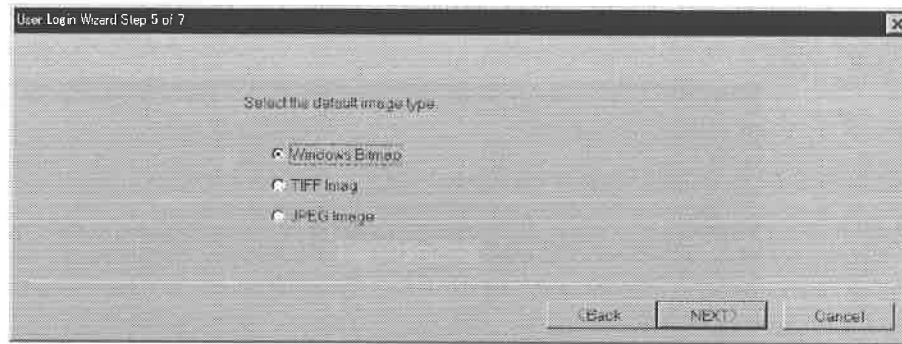 User Login Wizard Step 5 of 7
Select the default image type.
Windows Bitmap
TIFF Imag
JPEG Image
<Back NEXT> Cancel